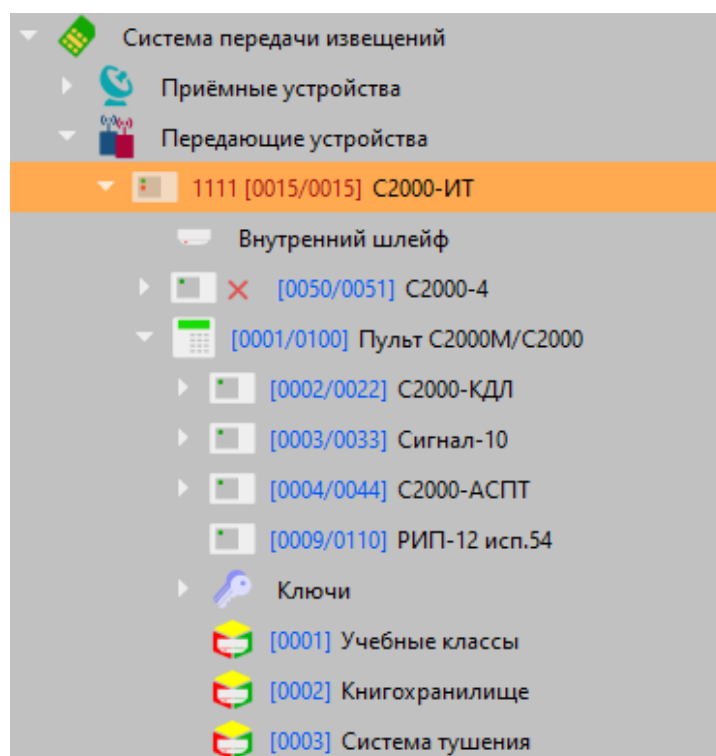 Система передачи извещений
Приёмные устройства
Передающие устройства
1111 [0015/0015] С2000-ИТ
Внутренний шлейф
[0050/0051] С2000-4
[0001/0100] Пульт С2000М/С2000
[0002/0022] С2000-КДЛ
[0003/0033] Сигнал-10
[0004/0044] С2000-АСПТ
[0009/0110] РИП-12 исп.54
Ключи
[0001] Учебные классы
[0002] Книгохранилище
[0003] Система тушения